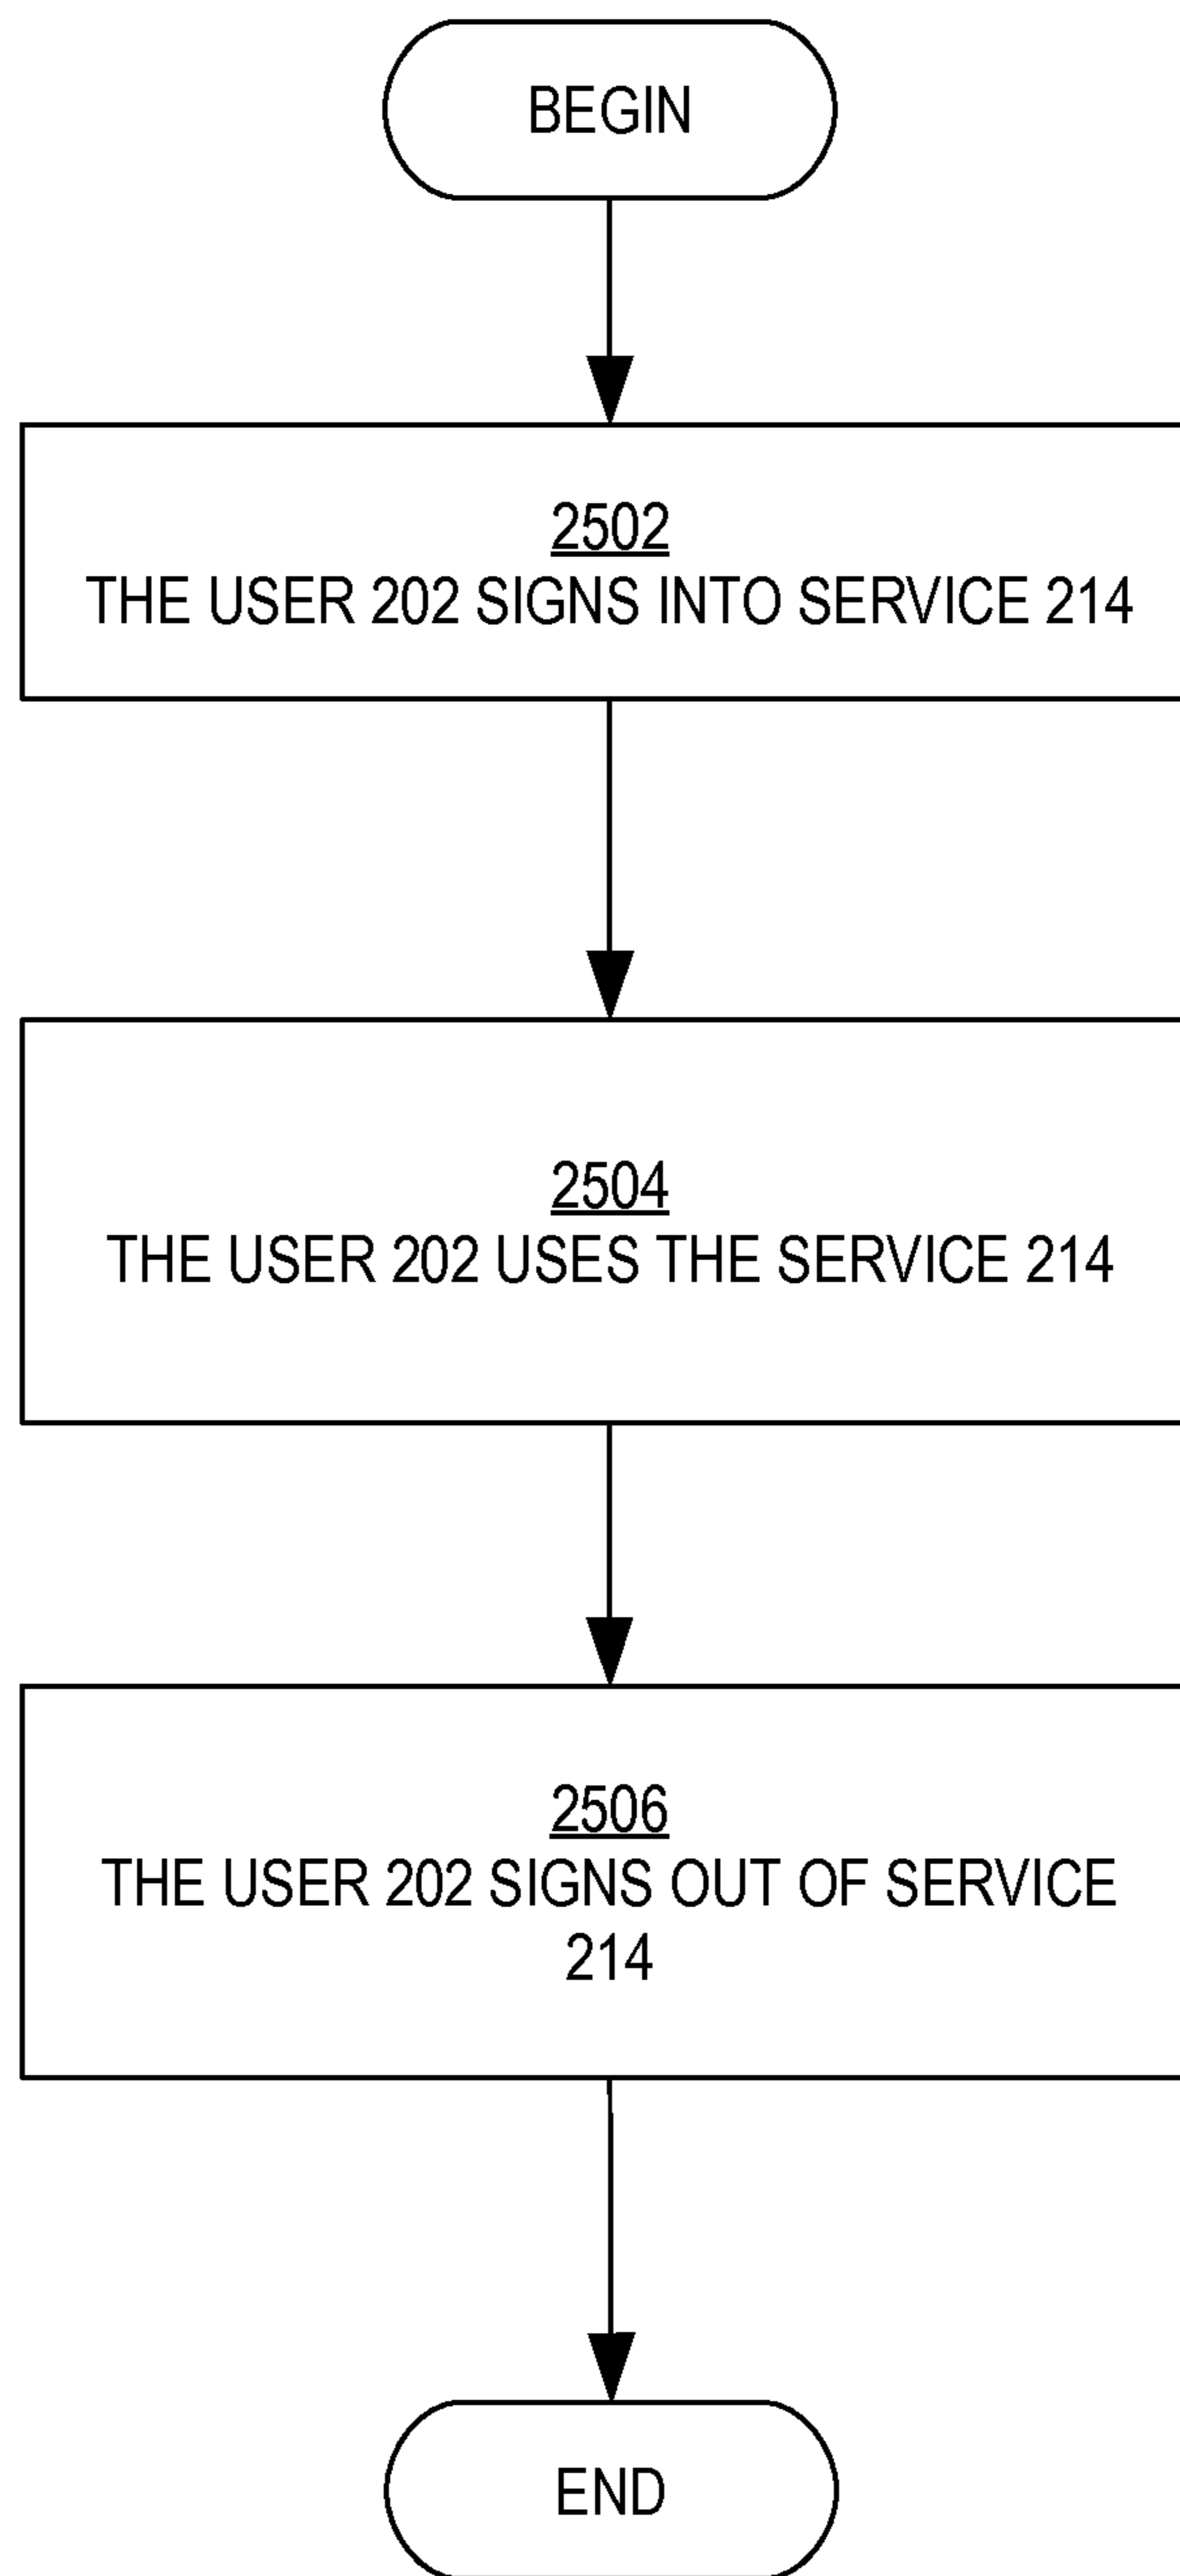 BEGIN
2502
THE USER 202 SIGNS INTO SERVICE 214
2504
THE USER 202 USES THE SERVICE 214
2506
THE USER 202 SIGNS OUT OF SERVICE
214
END